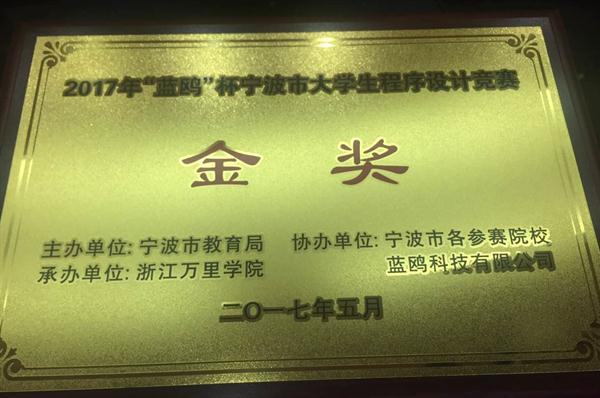 2017年“蓝鸥”杯宁波市大学生程序设计竞赛
金 奖
主办单位: 宁波市教育局
承办单位: 浙江万里学院
协办单位: 宁波市各参赛院校
蓝鸥科技有限公司
二〇一七年五月